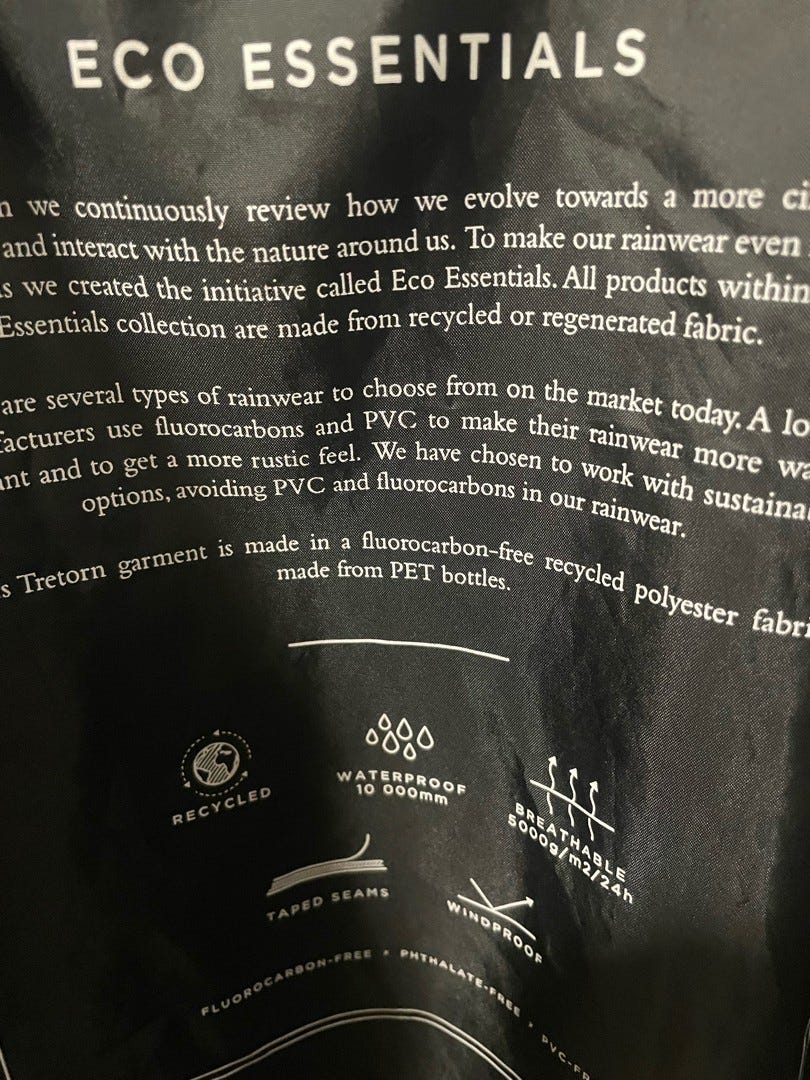 ECO ESSENTIALS
we continuously review how we evolve towards a more
and interact with the nature around us. To make our rainwear even
we created the initiative called Eco Essentials. All products within
Essentials collection are made from recycled or regenerated fabric.
are several types of rainwear to choose from on the market today. A
facturers use fluorocarbons and PVC to make their rainwear more
and to get a more rustic feel. We have chosen to work with
options, avoiding PVC and fluorocarbons in our rainwear.
Tretorn garment is made in a fluorocarbon-free recycled polyester
made from PET bottles.
RECYCLED
WATERPROOF
10 000mm
BREATHABLE
5000g/m2/24h
TAPED SEAMS
WINDPROOF
FLUOROCARBON-FREE • PHTHALATE-FREE • PVC-FR